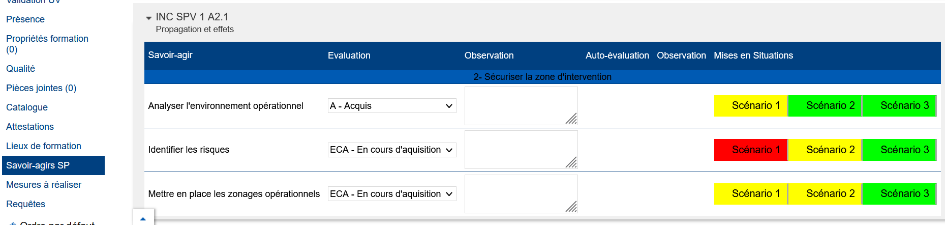 Validation UV
Présence
Propriétés formation
(0)
Qualité
Pièces jointes (0)
Catalogue
Attestations
Lieux de formation
Savoir-agirs SP
Mesures à réaliser
Requêtes
Ordre par défaut
INC SPV 1 A2.1
Propagation et effets
Savoir-agir Evaluation Observation Auto-évaluation Observation Mises en Situations
2- Sécuriser la zone d'intervention
Analyser l'environnement opérationnel A - Acquis Scénario 1 Scénario 2 Scénario 3
Identifier les risques ECA - En cours d'aquisition Scénario 1 Scénario 2 Scénario 3
Mettre en place les zonages opérationnels ECA - En cours d'aquisition Scénario 1 Scénario 2 Scénario 3